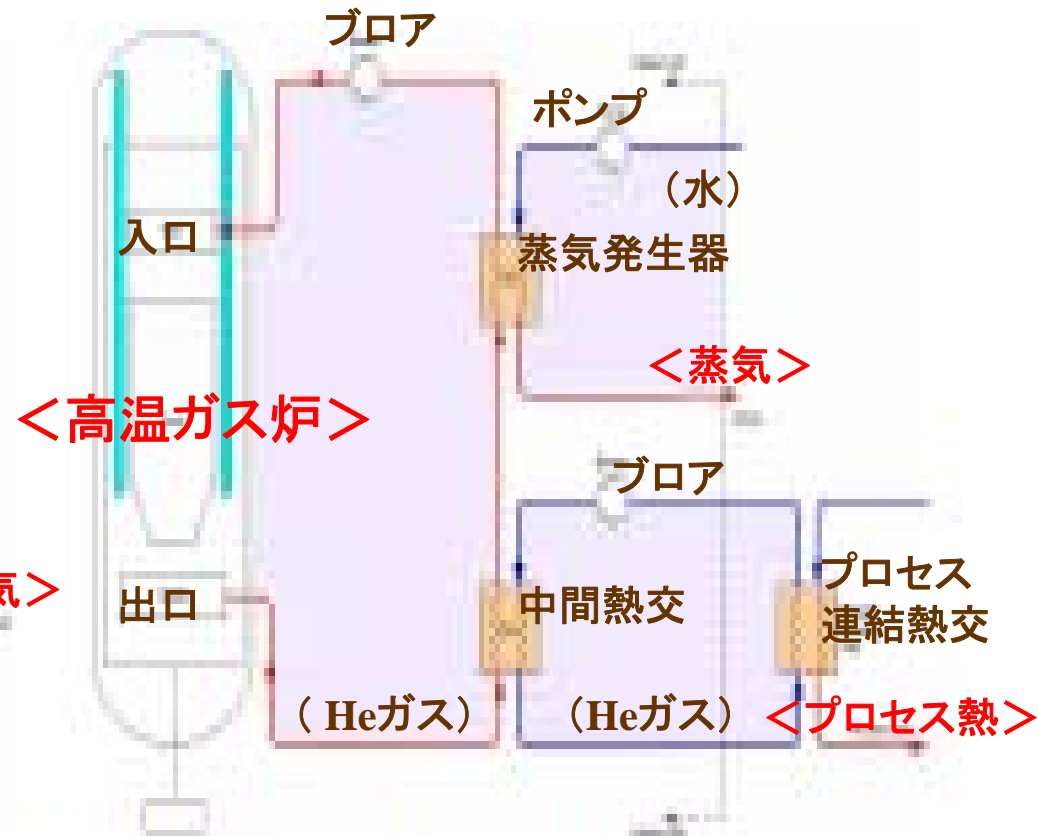 ブロア
ポンプ
（水）
入口
蒸気発生器
＜蒸気＞
＜高温ガス炉＞
ブロア
気＞
出口
中間熱交
プロセス
連結熱交
（ Heガス）
（Heガス）
＜プロセス熱＞